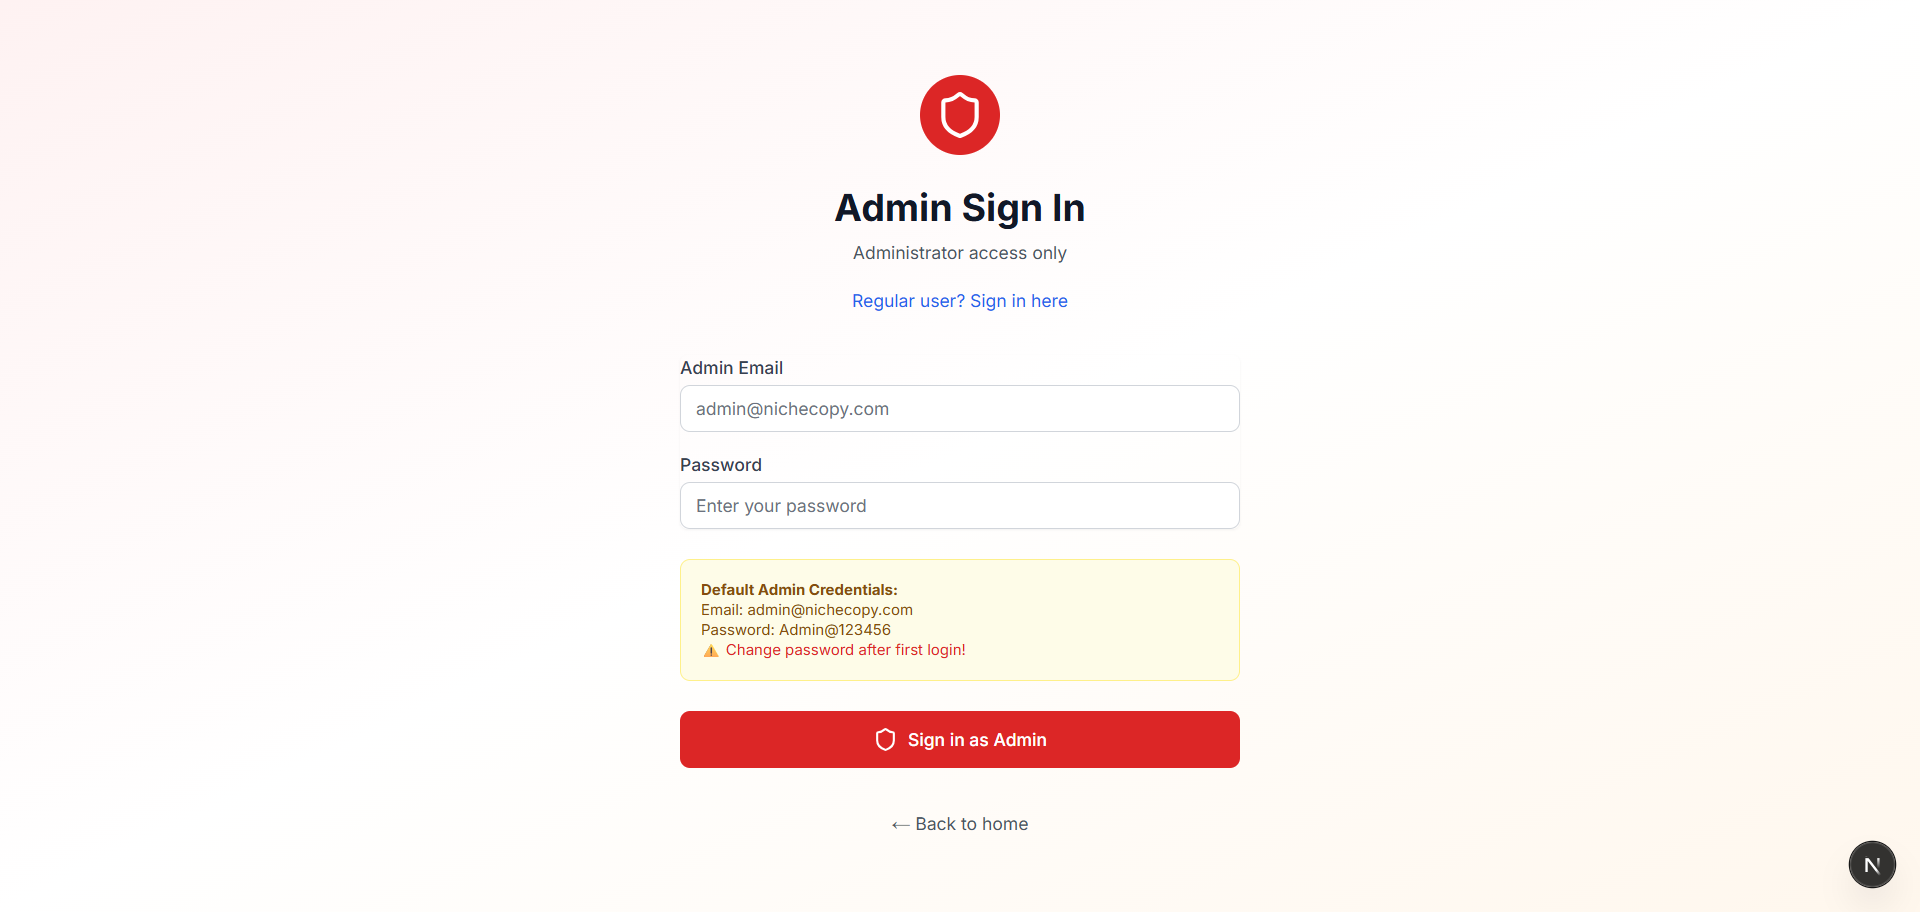 Admin Sign In
Administrator access only
Regular user? Sign in here
Admin Email
admin@nichecopy.com
Password
Enter your password
Default Admin Credentials:
Email: admin@nichecopy.com
Password: Admin@123456
⚠️ Change password after first login!
Sign in as Admin
← Back to home
N